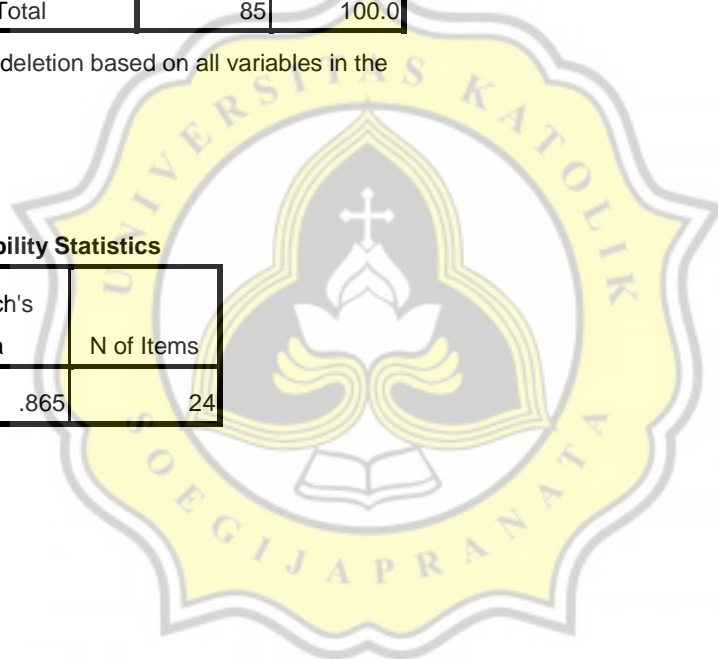 Total 85 100.0
deletion based on all variables in the
bility Statistics
ch's
a N of Items
.865 24
UNIVERSITAS KATOLIK
SOEGIJAPRANATA